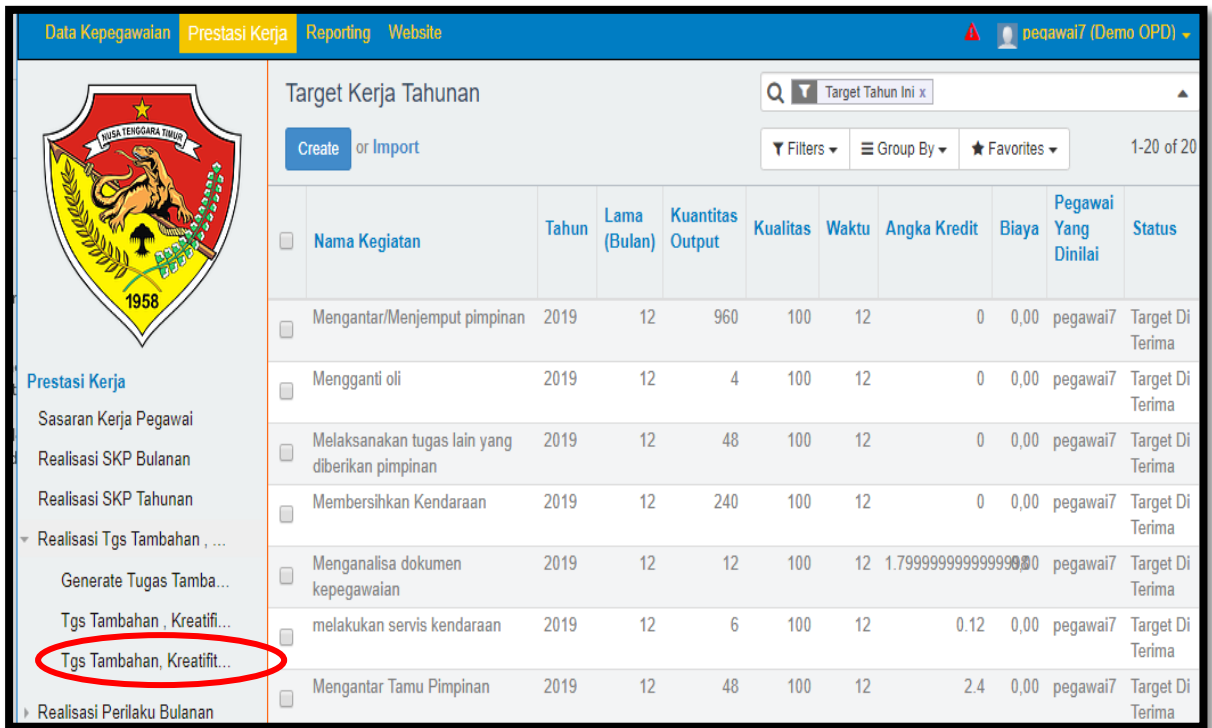 Data Kepegawaian Prestasi Kerja Reporting Website pegawai7 (Demo OPD)
NUSA TENGGARA TIMUR
1958
Prestasi Kerja
Sasaran Kerja Pegawai
Realisasi SKP Bulanan
Realisasi SKP Tahunan
Realisasi Tgs Tambahan , ...
Generate Tugas Tamba...
Tgs Tambahan , Kreatifi...
Tgs Tambahan, Kreatifit...
Realisasi Perilaku Bulanan
Target Kerja Tahunan
Target Tahun Ini x
Create or Import
Filters Group By Favorites 1-20 of 20
Nama Kegiatan Tahun Lama (Bulan) Kuantitas Output Kualitas Waktu Angka Kredit Biaya Pegawai Yang Dinilai Status
Mengantar/Menjemput pimpinan 2019 12 960 100 12 0 0,00 pegawai7 Target Di
Terima
Mengganti oli 2019 12 4 100 12 0 0,00 pegawai7 Target Di
Terima
Melaksanakan tugas lain yang 2019 12 48 100 12 0 0,00 pegawai7 Target Di
diberikan pimpinan Terima
Membersihkan Kendaraan 2019 12 240 100 12 0 0,00 pegawai7 Target Di
Terima
Menganalisa dokumen 2019 12 12 100 12 pegawai7 Target Di
kepegawaian Terima
melakukan servis kendaraan 2019 12 6 100 12 0.12 0,00 pegawai7 Target Di
Terima
Mengantar Tamu Pimpinan 2019 12 48 100 12 2.4 0,00 pegawai7 Target Di
Terima